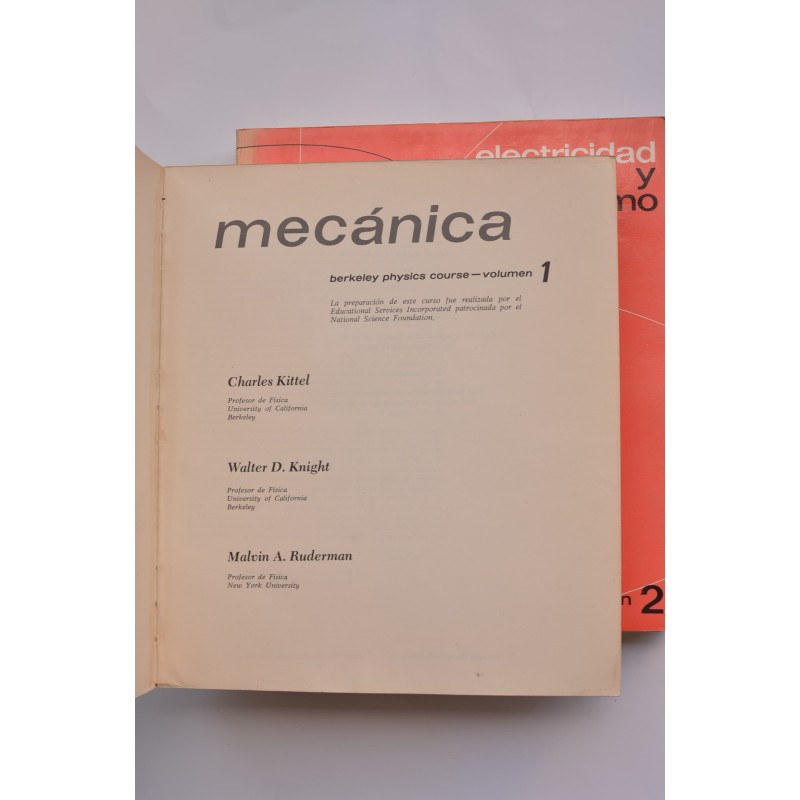 electricidad
y
mo
mecánica
berkeley physics course—volumen 1
La preparación de este curso fue realizada por el
Educational Services Incorporated patrocinada por el
National Science Foundation.
Charles Kittel
Profesor de Física
University of California
Berkeley
Walter D. Knight
Profesor de Física
University of California
Berkeley
Malvin A. Ruderman
Profesor de Física
New York University
n 2